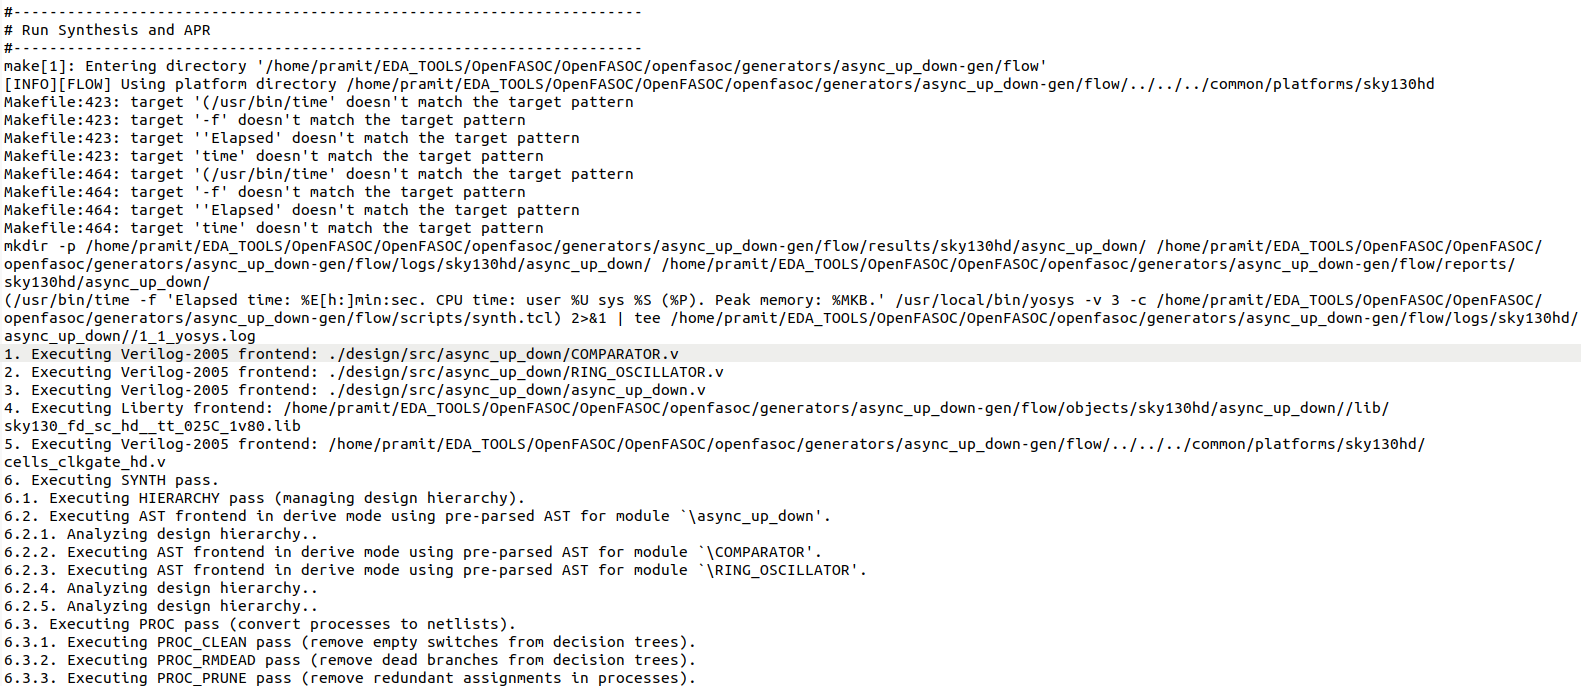 #----------------------------------------------------------------------
# Run Synthesis and APR
#----------------------------------------------------------------------
make[1]: Entering directory '/home/pramit/EDA_TOOLS/OpenFASOC/OpenFASOC/openfasoc/generators/async_up_down-gen/flow'
[INFO][FLOW] Using platform directory /home/pramit/EDA_TOOLS/OpenFASOC/OpenFASOC/openfasoc/generators/async_up_down-gen/flow/../../../common/platforms/sky130hd
Makefile:423: target '(/usr/bin/time' doesn't match the target pattern
Makefile:423: target '-f' doesn't match the target pattern
Makefile:423: target ''Elapsed' doesn't match the target pattern
Makefile:423: target 'time' doesn't match the target pattern
Makefile:464: target '(/usr/bin/time' doesn't match the target pattern
Makefile:464: target '-f' doesn't match the target pattern
Makefile:464: target ''Elapsed' doesn't match the target pattern
Makefile:464: target 'time' doesn't match the target pattern
mkdir -p /home/pramit/EDA_TOOLS/OpenFASOC/OpenFASOC/openfasoc/generators/async_up_down-gen/flow/results/sky130hd/async_up_down/ /home/pramit/EDA_TOOLS/OpenFASOC/OpenFASOC/
openfasoc/generators/async_up_down-gen/flow/logs/sky130hd/async_up_down/ /home/pramit/EDA_TOOLS/OpenFASOC/OpenFASOC/openfasoc/generators/async_up_down-gen/flow/reports/
sky130hd/async_up_down/
(/usr/bin/time -f 'Elapsed time: %E[h:]min:sec. CPU time: user %U sys %S (%P). Peak memory: %MKB.' /usr/local/bin/yosys -v 3 -c /home/pramit/EDA_TOOLS/OpenFASOC/OpenFASOC/
openfasoc/generators/async_up_down-gen/flow/scripts/synth.tcl) 2>&1 | tee /home/pramit/EDA_TOOLS/OpenFASOC/OpenFASOC/openfasoc/generators/async_up_down-gen/flow/logs/sky130hd/
async_up_down//1_1_yosys.log
1. Executing Verilog-2005 frontend: ./design/src/async_up_down/COMPARATOR.v
2. Executing Verilog-2005 frontend: ./design/src/async_up_down/RING_OSCILLATOR.v
3. Executing Verilog-2005 frontend: ./design/src/async_up_down/async_up_down.v
4. Executing Liberty frontend: /home/pramit/EDA_TOOLS/OpenFASOC/OpenFASOC/openfasoc/generators/async_up_down-gen/flow/objects/sky130hd/async_up_down//lib/
sky130_fd_sc_hd__tt_025C_1v80.lib
5. Executing Verilog-2005 frontend: /home/pramit/EDA_TOOLS/OpenFASOC/OpenFASOC/openfasoc/generators/async_up_down-gen/flow/../../../common/platforms/sky130hd/
cells_clkgate_hd.v
6. Executing SYNTH pass.
6.1. Executing HIERARCHY pass (managing design hierarchy).
6.2. Executing AST frontend in derive mode using pre-parsed AST for module `\async_up_down'.
6.2.1. Analyzing design hierarchy..
6.2.2. Executing AST frontend in derive mode using pre-parsed AST for module `\COMPARATOR'.
6.2.3. Executing AST frontend in derive mode using pre-parsed AST for module `\RING_OSCILLATOR'.
6.2.4. Analyzing design hierarchy..
6.2.5. Analyzing design hierarchy..
6.3. Executing PROC pass (convert processes to netlists).
6.3.1. Executing PROC_CLEAN pass (remove empty switches from decision trees).
6.3.2. Executing PROC_RMDEAD pass (remove dead branches from decision trees).
6.3.3. Executing PROC_PRUNE pass (remove redundant assignments in processes).